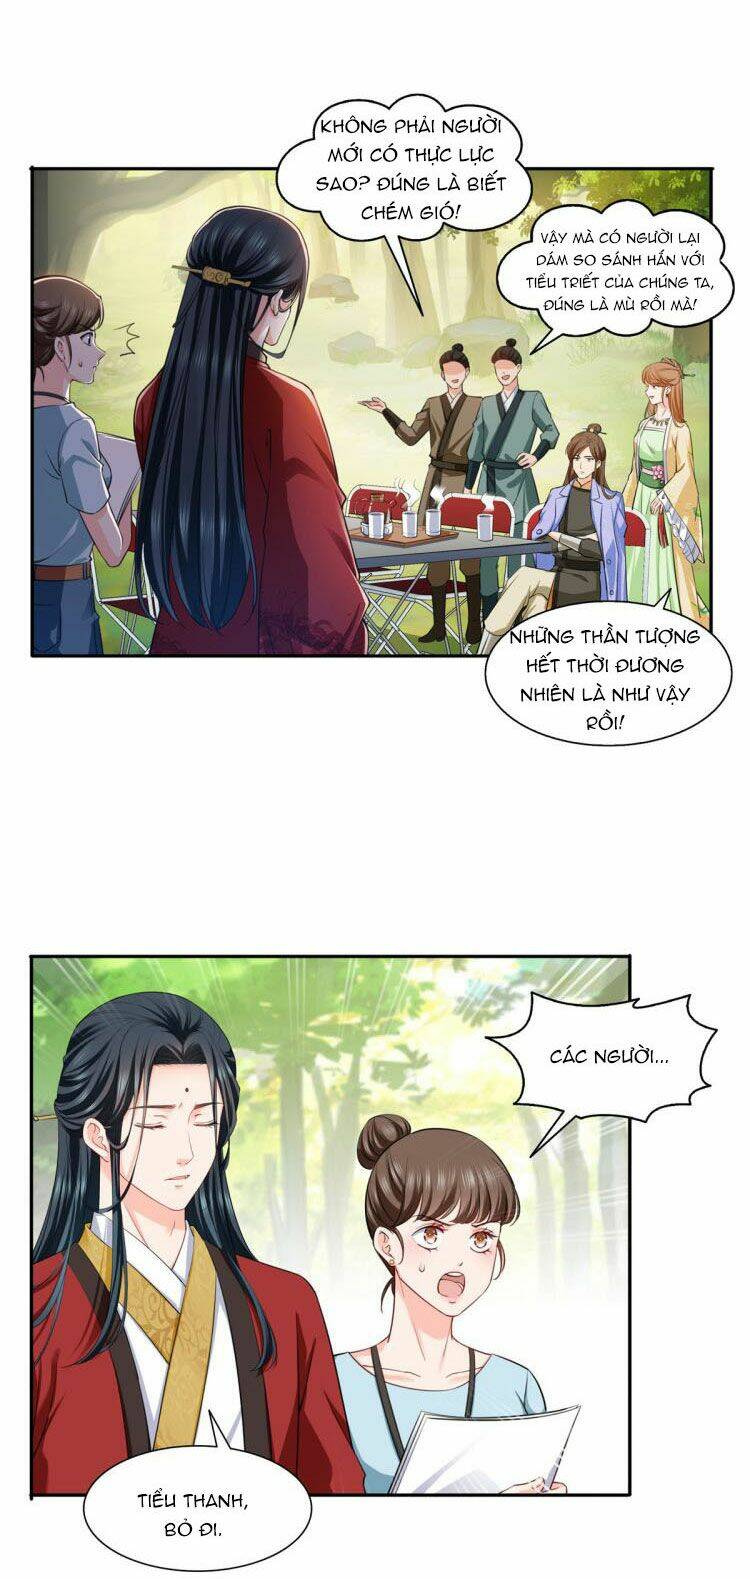 KHÔNG PHẢI NGƯỜI
MỚI CÓ THỰC LỰC
SAO? ĐÚNG LÀ BIẾT
CHÉM GIÓ!
VẬY MÀ CÓ NGƯỜI LẠI
DÁM SO SÁNH HẮN VỚI
TIỂU TRIẾT CỦA CHÚNG TA,
ĐÚNG LÀ MÙ RỒI MÀ!
NHỮNG THẦN TƯỢNG
HẾT THỜI ĐƯƠNG
NHIÊN LÀ NHƯ VẬY
RỒI!
CÁC NGƯỜI...
TIỂU THANH,
BỎ ĐI.